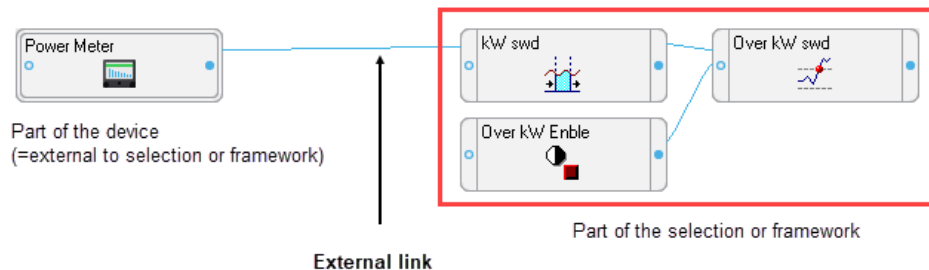 Power Meter
kW swd
Over kW swd
Over kW Enble
Part of the device
(=external to selection or framework)
Part of the selection or framework
External link